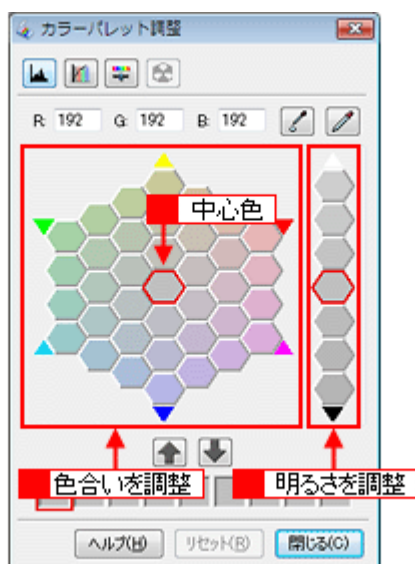 カラーパレット調整
R: 192 G: 192 B: 192
中心色
色合いを調整
明るさを調整
ヘルプ(H) リセット(R) 閉じる(C)